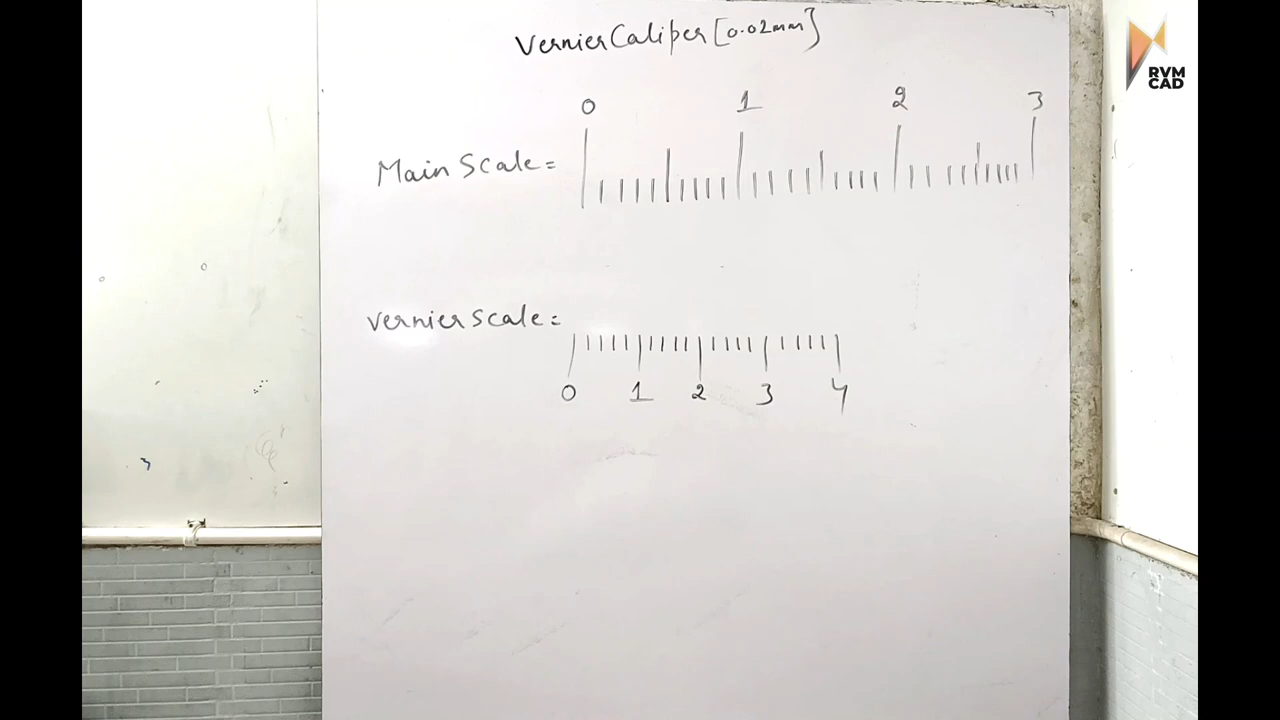 Vernier Caliper [0.02mm]
RVM
CAD
0 1 2 3
Main Scale =
Vernier Scale =
0 1 2 3 4